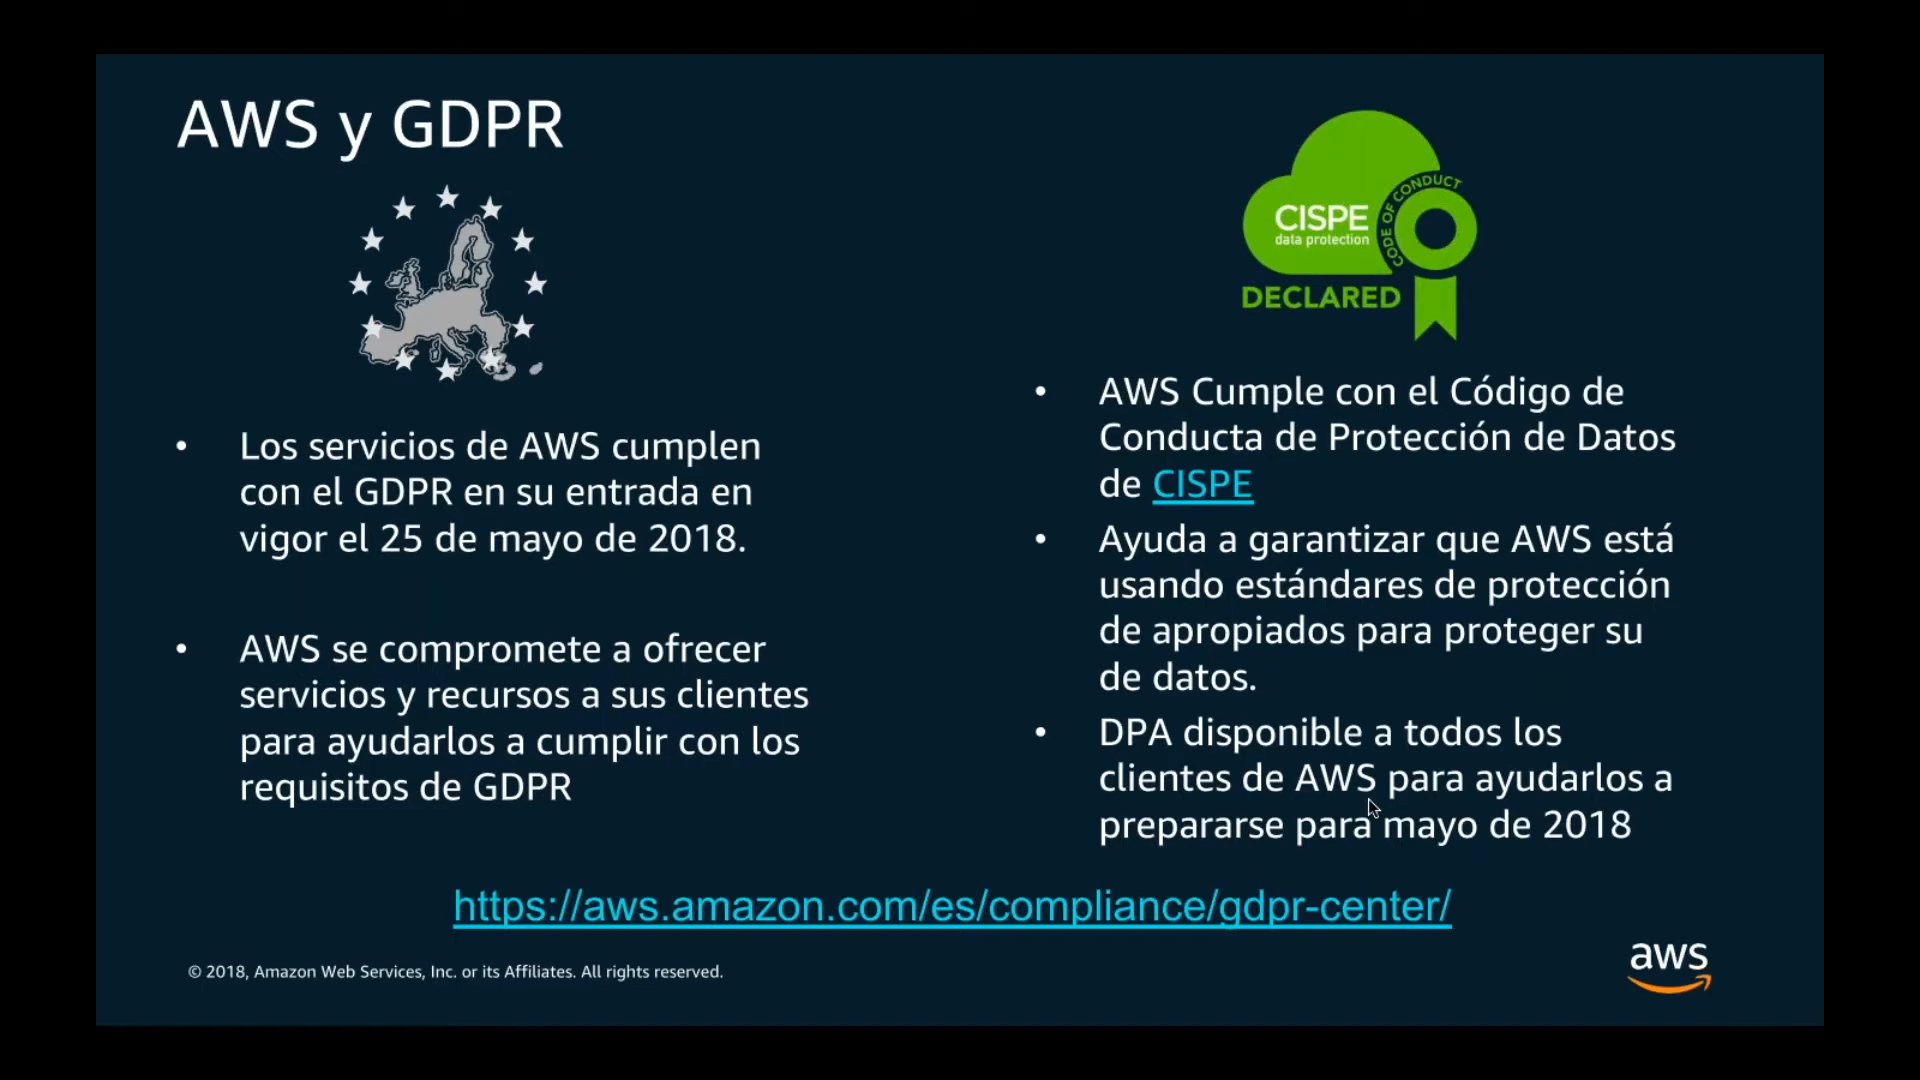 AWS y GDPR
Los servicios de AWS cumplen
con el GDPR en su entrada en
vigor el 25 de mayo de 2018.
AWS se compromete a ofrecer
servicios y recursos a sus clientes
para ayudarlos a cumplir con los
requisitos de GDPR
CISPE
data protection
CODE OF CONDUCT
DECLARED
AWS Cumple con el Código de
Conducta de Protección de Datos
de CISPE
Ayuda a garantizar que AWS está
usando estándares de protección
de apropiados para proteger su
de datos.
DPA disponible a todos los
clientes de AWS para ayudarlos a
prepararse para mayo de 2018
https://aws.amazon.com/es/compliance/gdpr-center/
© 2018, Amazon Web Services, Inc. or its Affiliates. All rights reserved.
aws